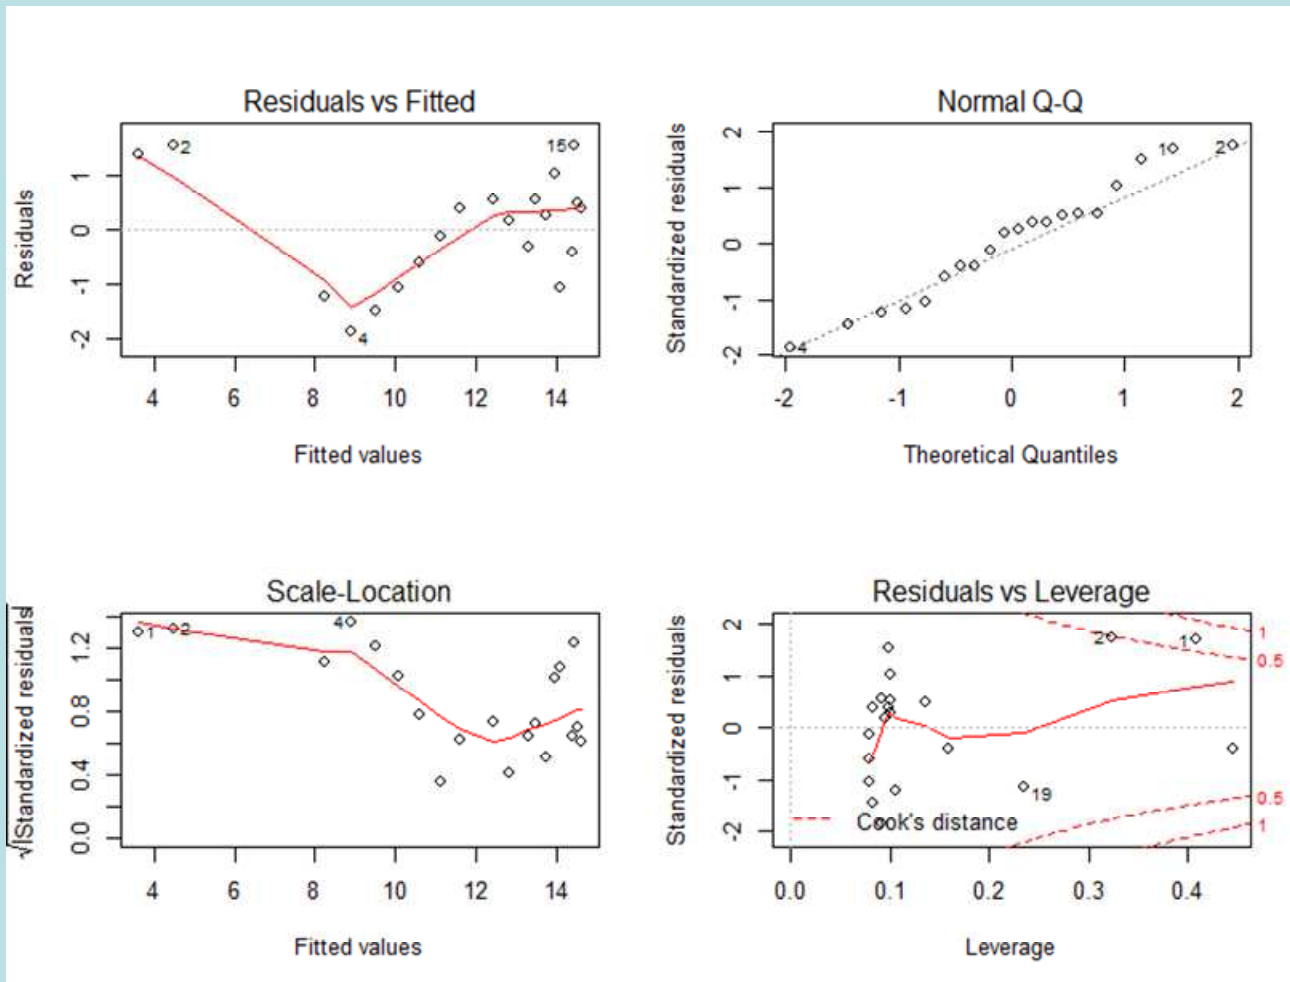 Residuals vs Fitted
Residuals
1
0
-1
-2
2
15
4
4 6 8 10 12 14
Fitted values
Normal Q-Q
Standardized residuals
2
1
0
-1
-2
1
2
4
-2 -1 0 1 2
Theoretical Quantiles
Scale-Location
√|Standardized residuals|
1.2
0.8
0.4
0.0
1
2
4
4 6 8 10 12 14
Fitted values
Residuals vs Leverage
Standardized residuals
2
1
0
-1
-2
2
1
19
1
0.5
0.5
1
Cook's distance
0.0 0.1 0.2 0.3 0.4
Leverage